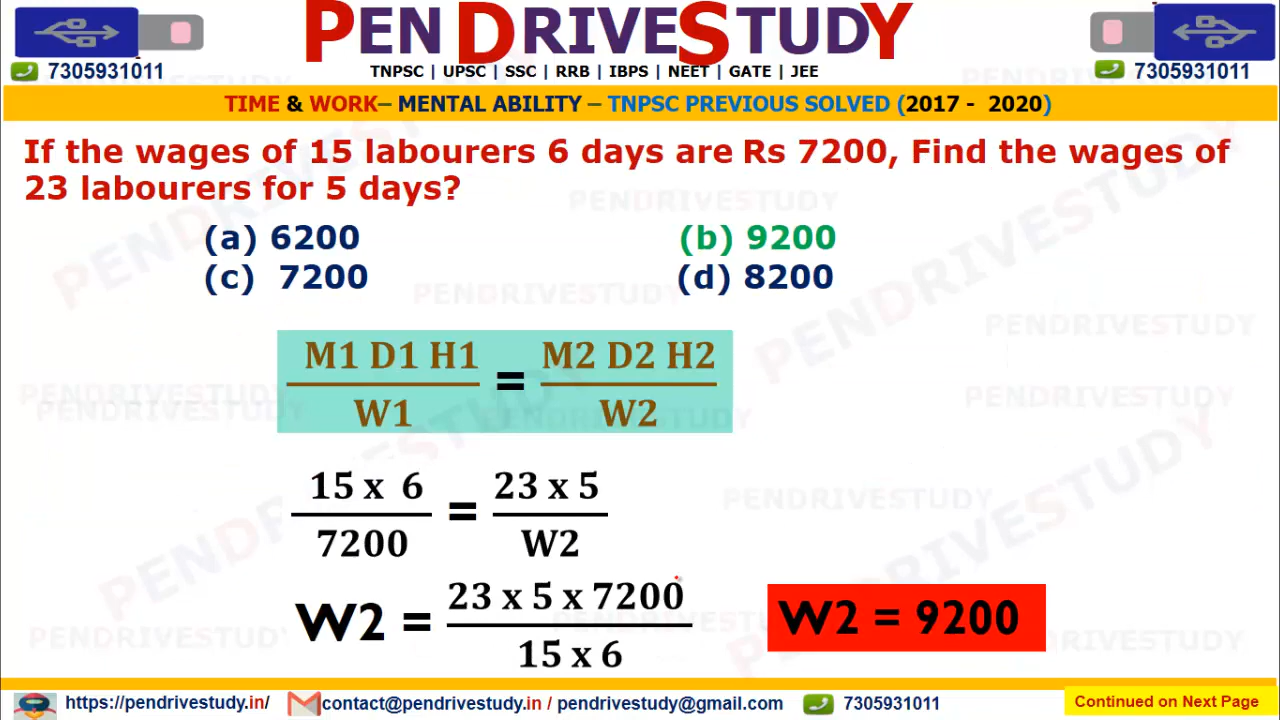 PENDRIVESTUDY
7305931011
TNPSC | UPSC | SSC | RRB | IBPS | NEET | GATE | JEE
7305931011
TIME & WORK– MENTAL ABILITY – TNPSC PREVIOUS SOLVED (2017 - 2020)
If the wages of 15 labourers 6 days are Rs 7200, Find the wages of
23 labourers for 5 days?
(a) 6200 (b) 9200
(c) 7200 (d) 8200
M1 D1 H1 = M2 D2 H2
W1 W2
15 x 6 = 23 x 5
7200 W2
W2 = 23 x 5 x 7200
15 x 6
W2 = 9200
https://pendrivestudy.in/ contact@pendrivestudy.in / pendrivestudy@gmail.com 7305931011
Continued on Next Page
PENDRIVESTUDY